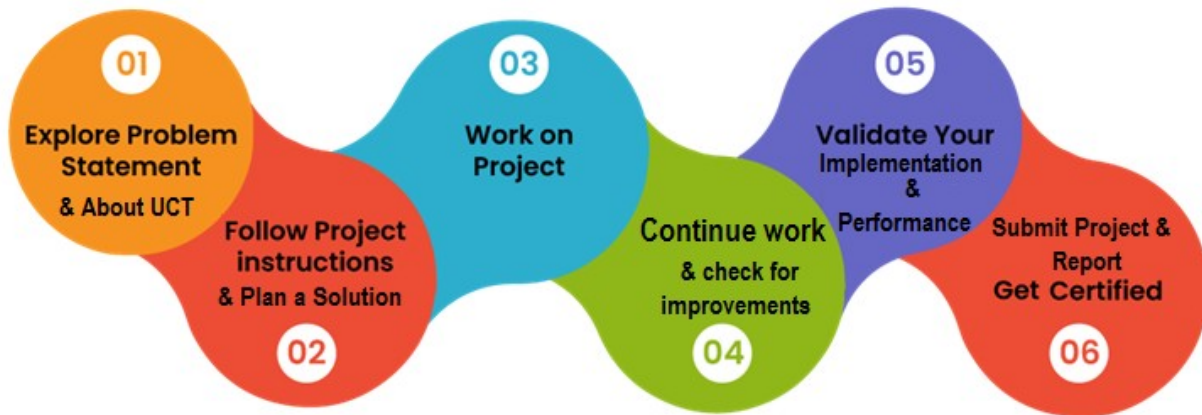 01
Explore Problem
Statement
& About UCT
Follow Project
instructions
& Plan a Solution
02
03
Work on
Project
Continue work
& check for
improvements
04
05
Validate Your
Implementation
&
Performance
Submit Project &
Report
Get Certified
06